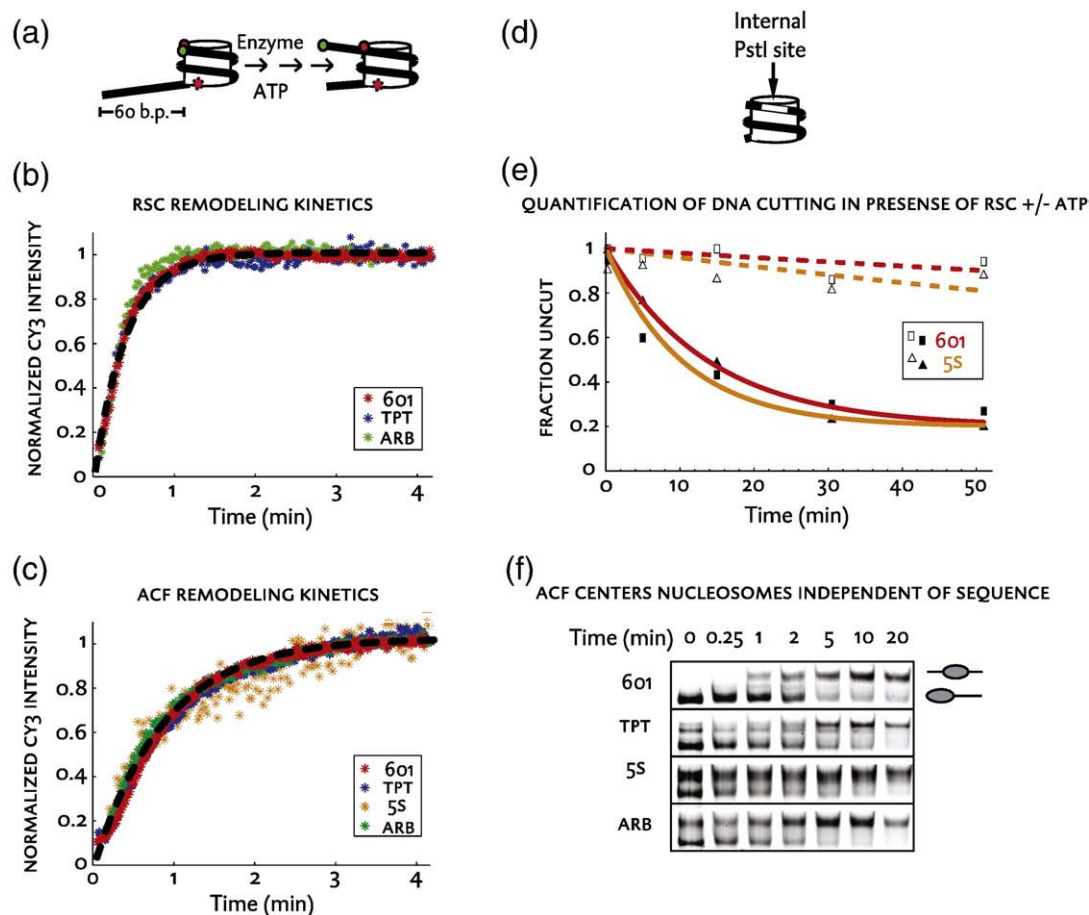 (a)
Enzyme
ATP
60 b.p.
(b)
RSC REMODELING KINETICS
NORMALIZED CY3 INTENSITY
1
0.8
0.6
0.4
0.2
0
601
TPT
ARB
0 1 2 3 4
Time (min)
(c)
ACF REMODELING KINETICS
NORMALIZED CY3 INTENSITY
1
0.8
0.6
0.4
0.2
0
601
TPT
5S
ARB
0 1 2 3 4
Time (min)
(d)
Internal
PstI site
(e)
QUANTIFICATION OF DNA CUTTING IN PRESENSE OF RSC +/- ATP
FRACTION UNCUT
1
0.8
0.6
0.4
0.2
0
601
5S
0 10 20 30 40 50
Time (min)
(f)
ACF CENTERS NUCLEOSOMES INDEPENDENT OF SEQUENCE
Time (min) 0 0.25 1 2 5 10 20
601
TPT
5S
ARB